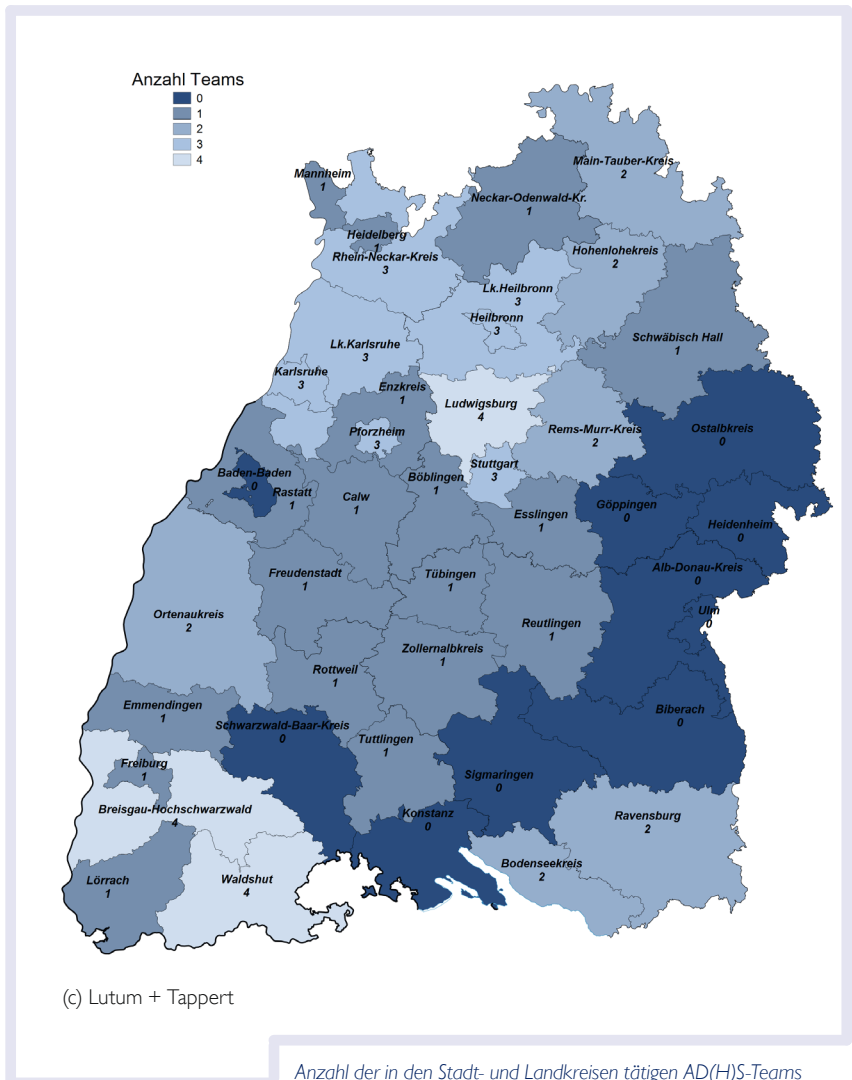 Anzahl Teams
0
1
2
3
4
Main-Tauber-Kreis
2
Mannheim
1
Neckar-Odenwald-Kr.
1
Heidelberg
1
Rhein-Neckar-Kreis
3
Hohenlohekreis
2
Lk.Heilbronn
3
Heilbronn
3
Schwäbisch Hall
1
Lk.Karlsruhe
3
Karlsruhe
3
Enzkreis
1
Ludwigsburg
4
Rems-Murr-Kreis
2
Ostalbkreis
0
Pforzheim
3
Stuttgart
3
Baden-Baden
0
Rastatt
1
Calw
1
Böblingen
1
Esslingen
1
Göppingen
0
Heidenheim
0
Alb-Donau-Kreis
0
Freudenstadt
1
Tübingen
1
Ulm
0
Ortenaukreis
2
Reutlingen
1
Zollernalbkreis
1
Rottweil
1
Emmendingen
1
Biberach
0
Schwarzwald-Baar-Kreis
0
Tuttlingen
1
Freiburg
1
Sigmaringen
0
Breisgau-Hochschwarzwald
4
Konstanz
0
Ravensburg
2
Bodenseekreis
2
Lörrach
1
Waldshut
4
(c) Lutum + Tappert
Anzahl der in den Stadt- und Landkreisen tätigen AD(H)S-Teams